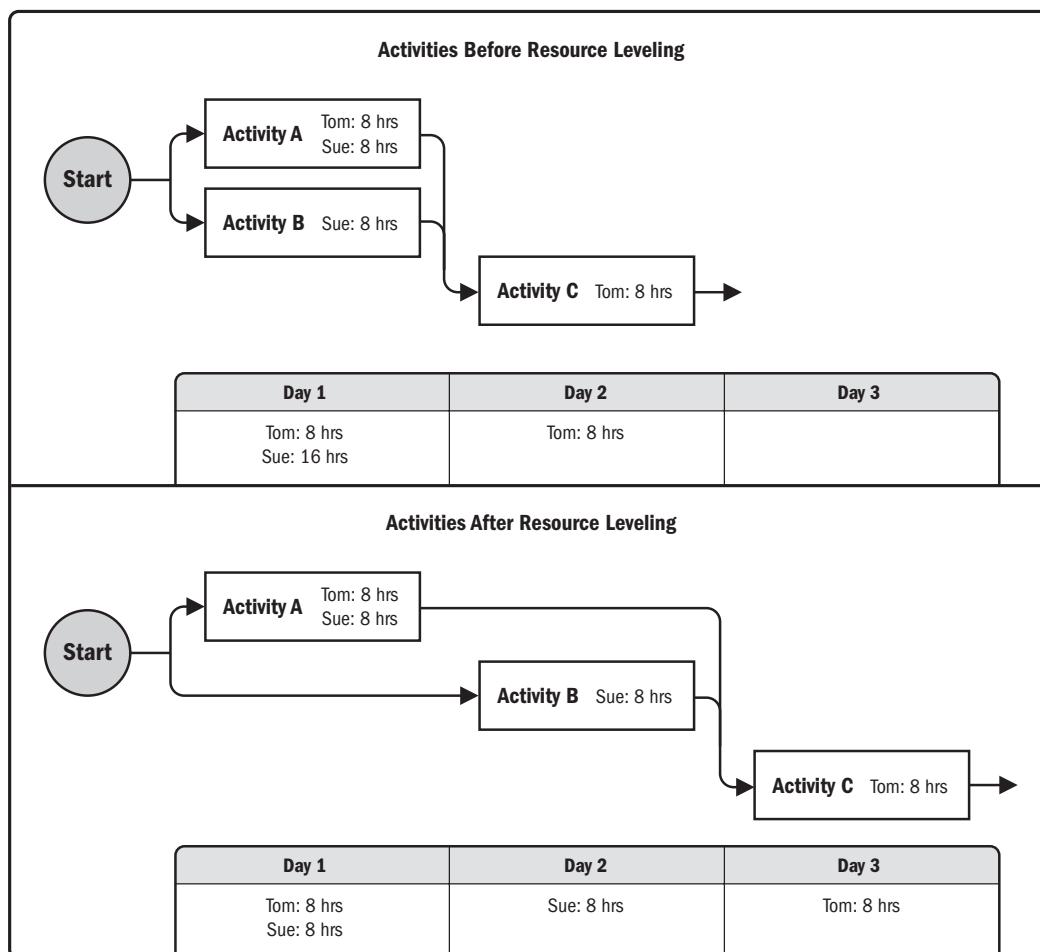 Activities Before Resource Leveling
Start
Activity A
Tom: 8 hrs
Sue: 8 hrs
Activity B
Sue: 8 hrs
Activity C
Tom: 8 hrs
Day 1
Day 2
Day 3
Tom: 8 hrs
Sue: 16 hrs
Tom: 8 hrs
Activities After Resource Leveling
Start
Activity A
Tom: 8 hrs
Sue: 8 hrs
Activity B
Sue: 8 hrs
Activity C
Tom: 8 hrs
Day 1
Day 2
Day 3
Tom: 8 hrs
Sue: 8 hrs
Sue: 8 hrs
Tom: 8 hrs